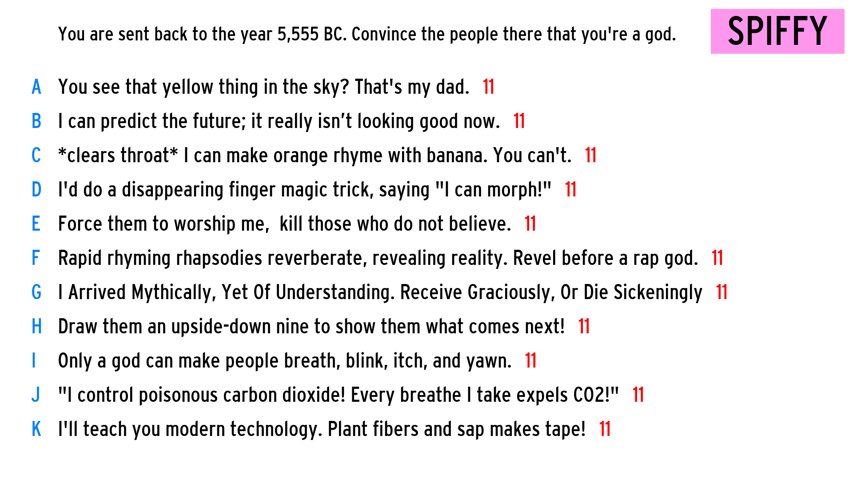 You are sent back to the year 5,555 BC. Convince the people there that you're a god.
SPIFFY
A You see that yellow thing in the sky? That's my dad. 11
B I can predict the future; it really isn’t looking good now. 11
C *clears throat* I can make orange rhyme with banana. You can't. 11
D I'd do a disappearing finger magic trick, saying "I can morph!" 11
E Force them to worship me,  kill those who do not believe. 11
F Rapid rhyming rhapsodies reverberate, revealing reality. Revel before a rap god. 11
G I Arrived Mythically, Yet Of Understanding. Receive Graciously, Or Die Sickeningly 11
H Draw them an upside-down nine to show them what comes next! 11
I Only a god can make people breath, blink, itch, and yawn. 11
J "I control poisonous carbon dioxide! Every breathe I take expels CO2!" 11
K I'll teach you modern technology. Plant fibers and sap makes tape! 11